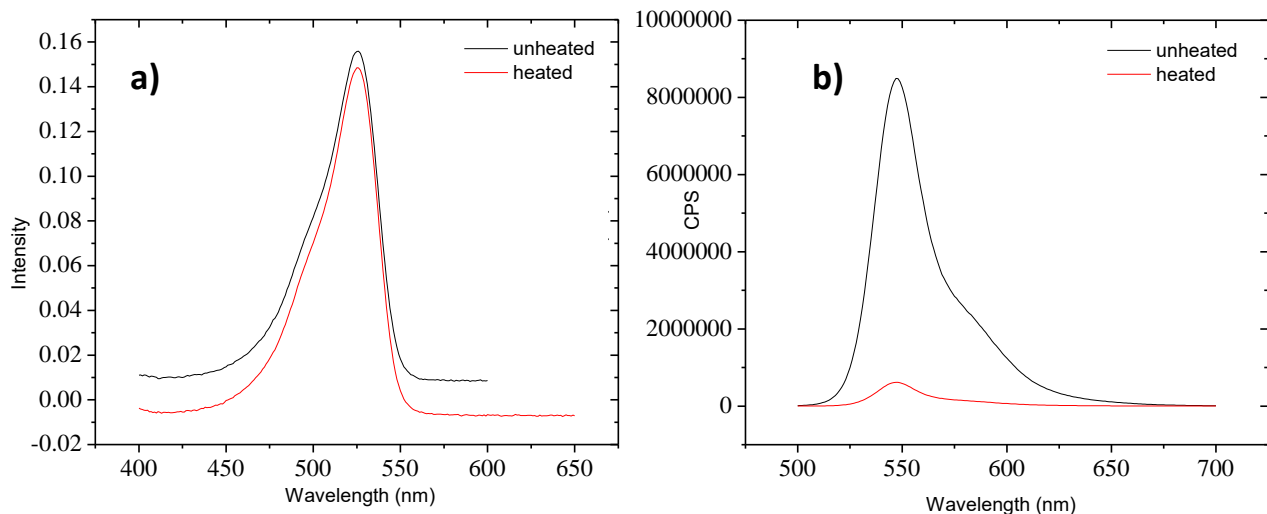 a)
unheated
heated
0.16
0.14
0.12
0.10
0.08
0.06
0.04
0.02
0.00
-0.02
Intensity
400 450 500 550 600 650
Wavelength (nm)
b)
unheated
heated
10000000
8000000
6000000
4000000
2000000
0
CPS
500 550 600 650 700
Wavelength (nm)